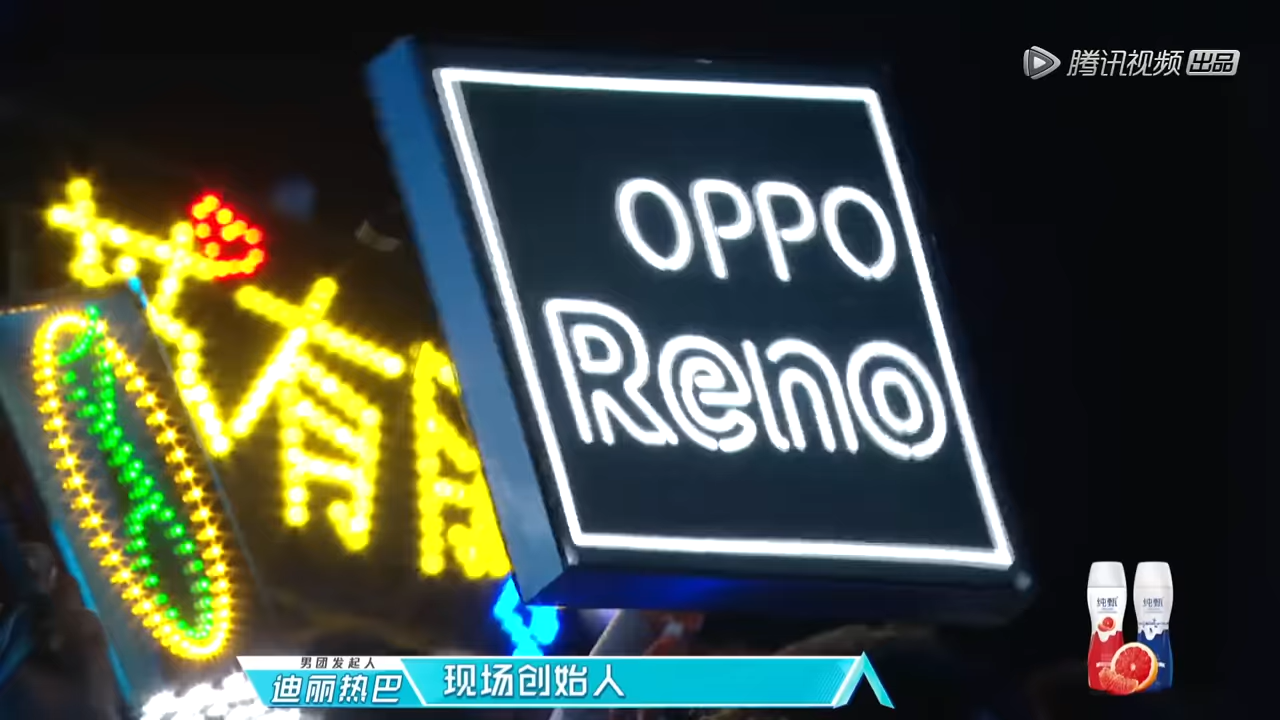 腾讯视频 出品
OPPO
Reno
有
纯甄 纯甄
男团发起人
迪丽热巴
现场创始人